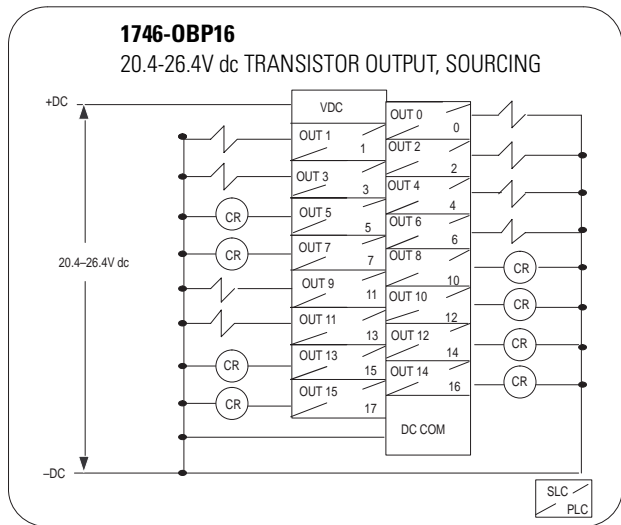 1746-OBP16
20.4-26.4V dc TRANSISTOR OUTPUT, SOURCING
+DC
VDC
OUT 0
0
OUT 1
1
OUT 2
2
OUT 3
3
OUT 4
4
CR
OUT 5
5
OUT 6
6
20.4–26.4V dc
CR
OUT 7
7
OUT 8
10
CR
OUT 9
11
OUT 10
12
CR
OUT 11
13
OUT 12
14
CR
CR
OUT 13
15
OUT 14
16
CR
CR
OUT 15
17
DC COM
–DC
SLC
PLC